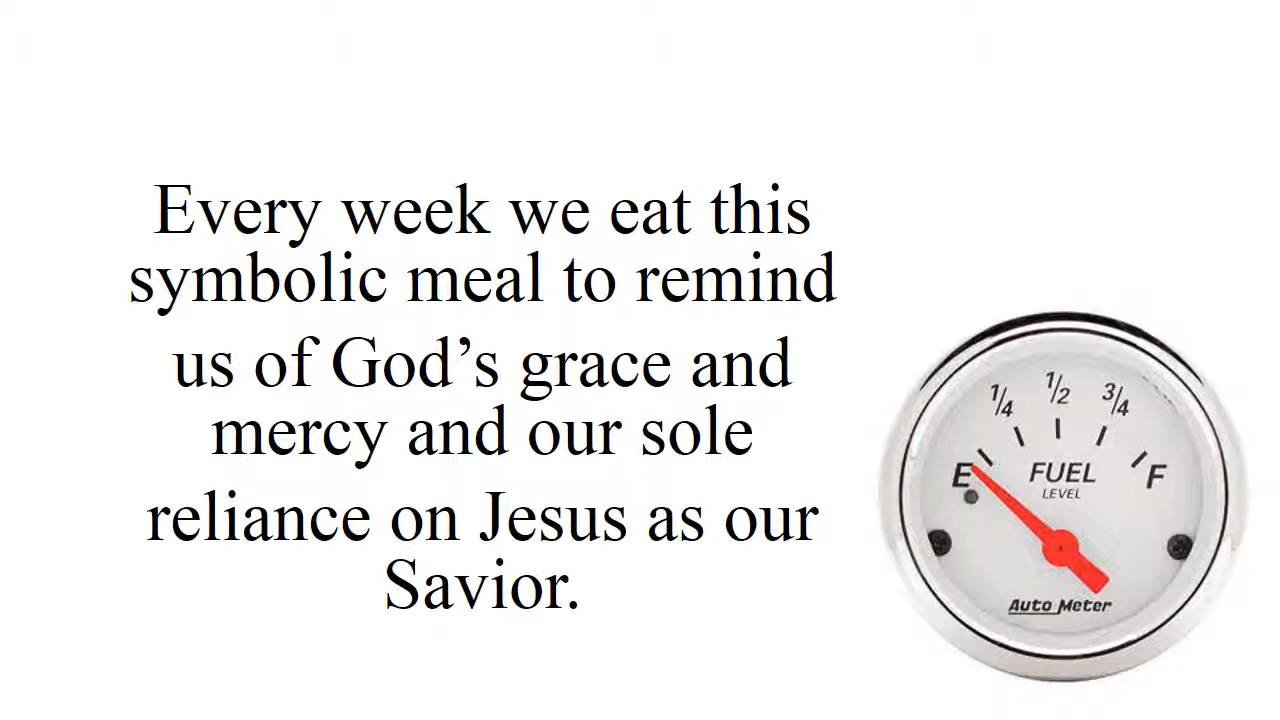 Every week we eat this
symbolic meal to remind
us of God’s grace and
mercy and our sole
reliance on Jesus as our
Savior.
1/4 1/2 3/4
E FUEL F
LEVEL
Auto Meter